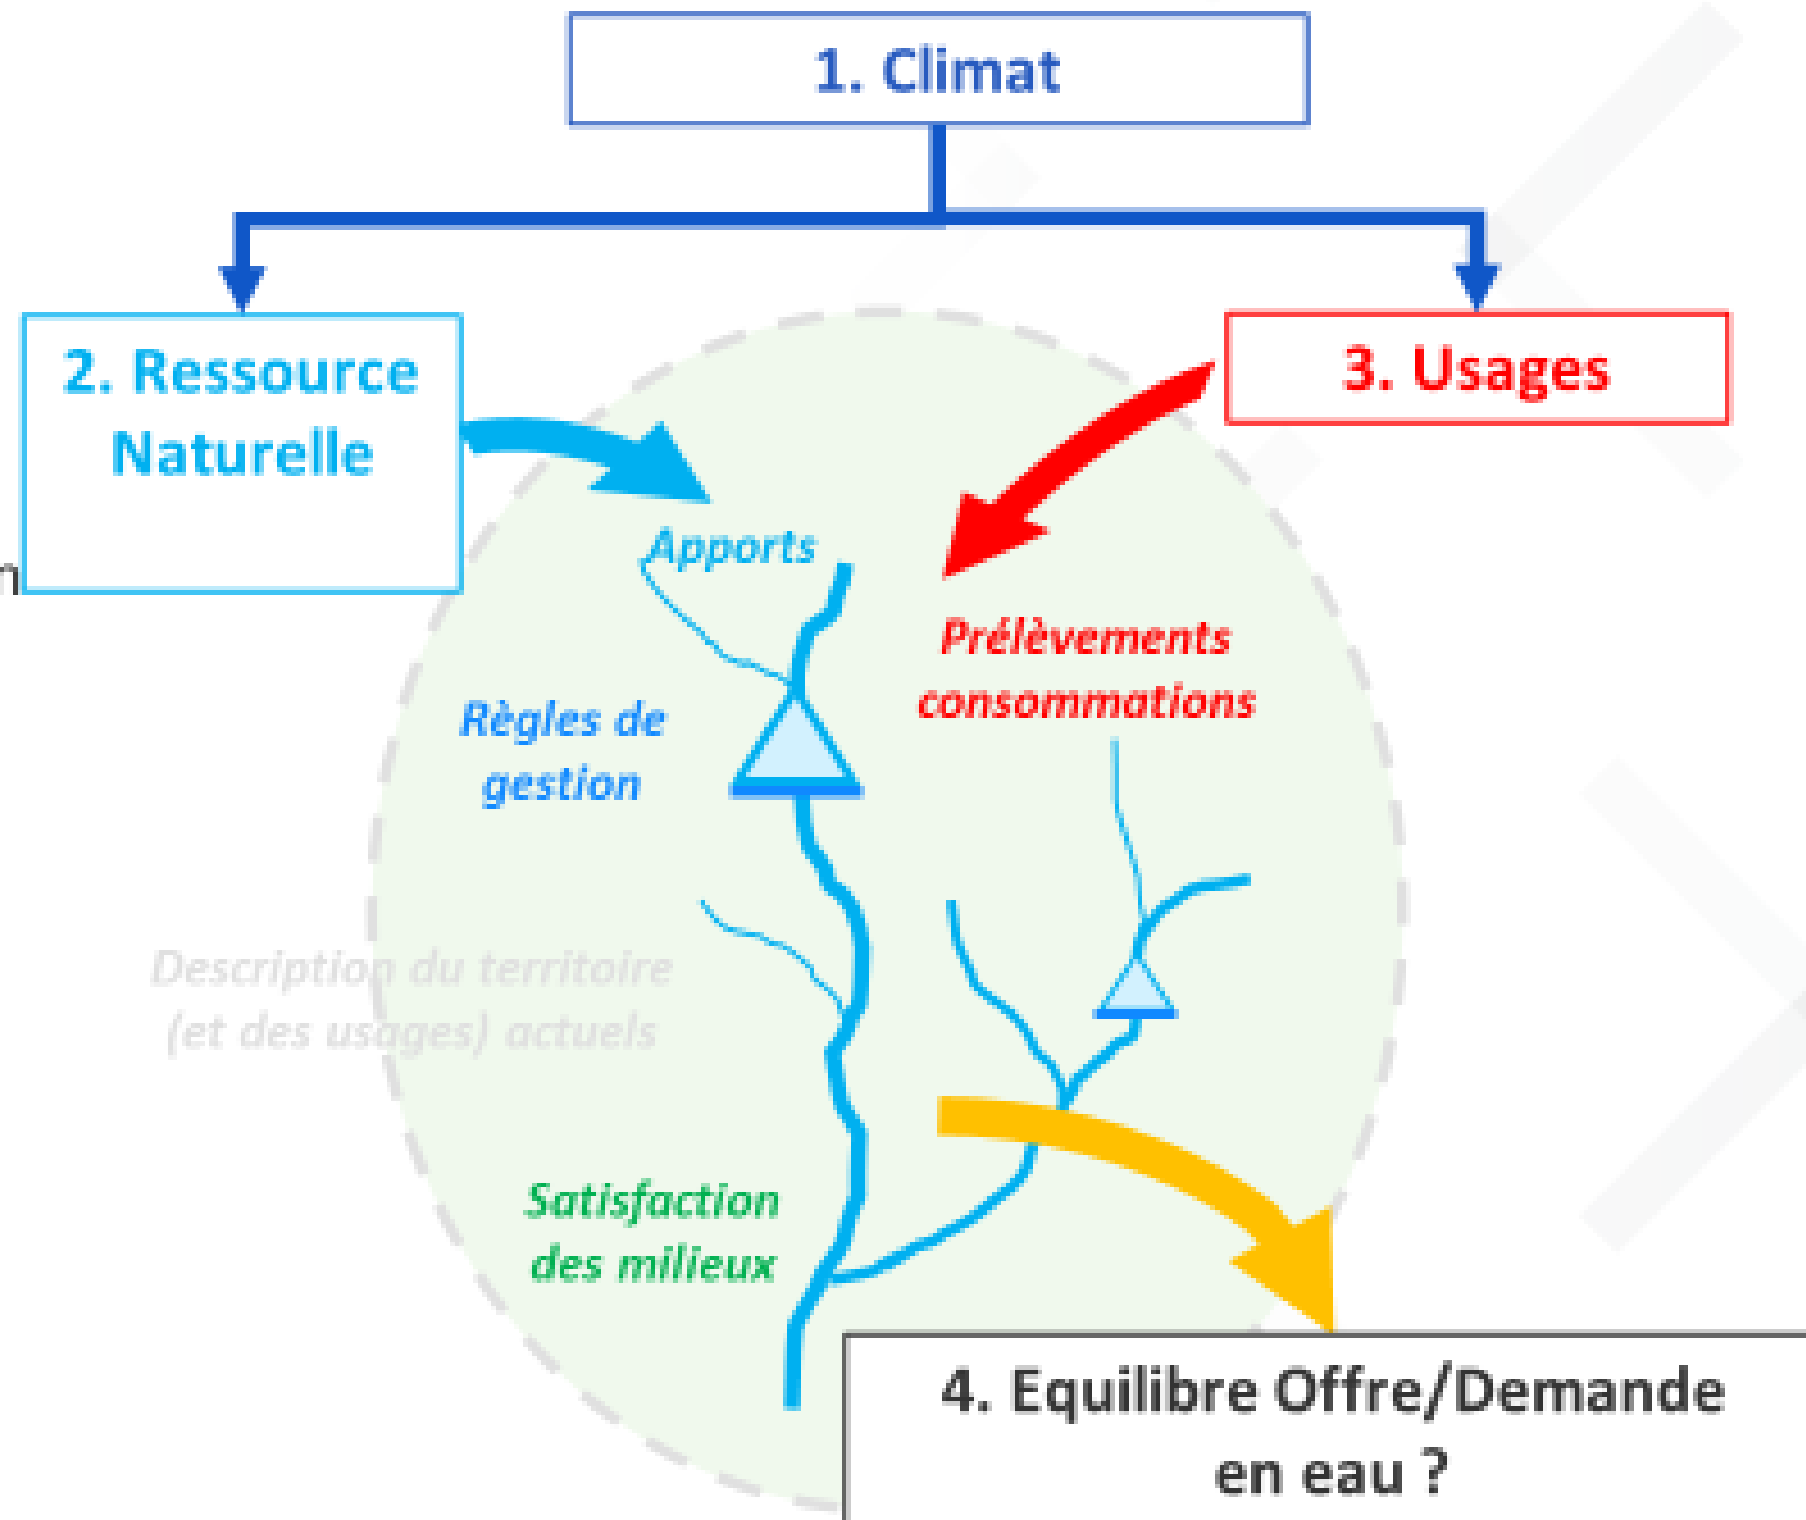 1. Climat
2. Ressource
Naturelle
3. Usages
n
Apports
Prélèvements
consommations
Règles de
gestion
Description du territoire
(et des usages) actuels
Satisfaction
des milieux
4. Equilibre Offre/Demande
en eau ?